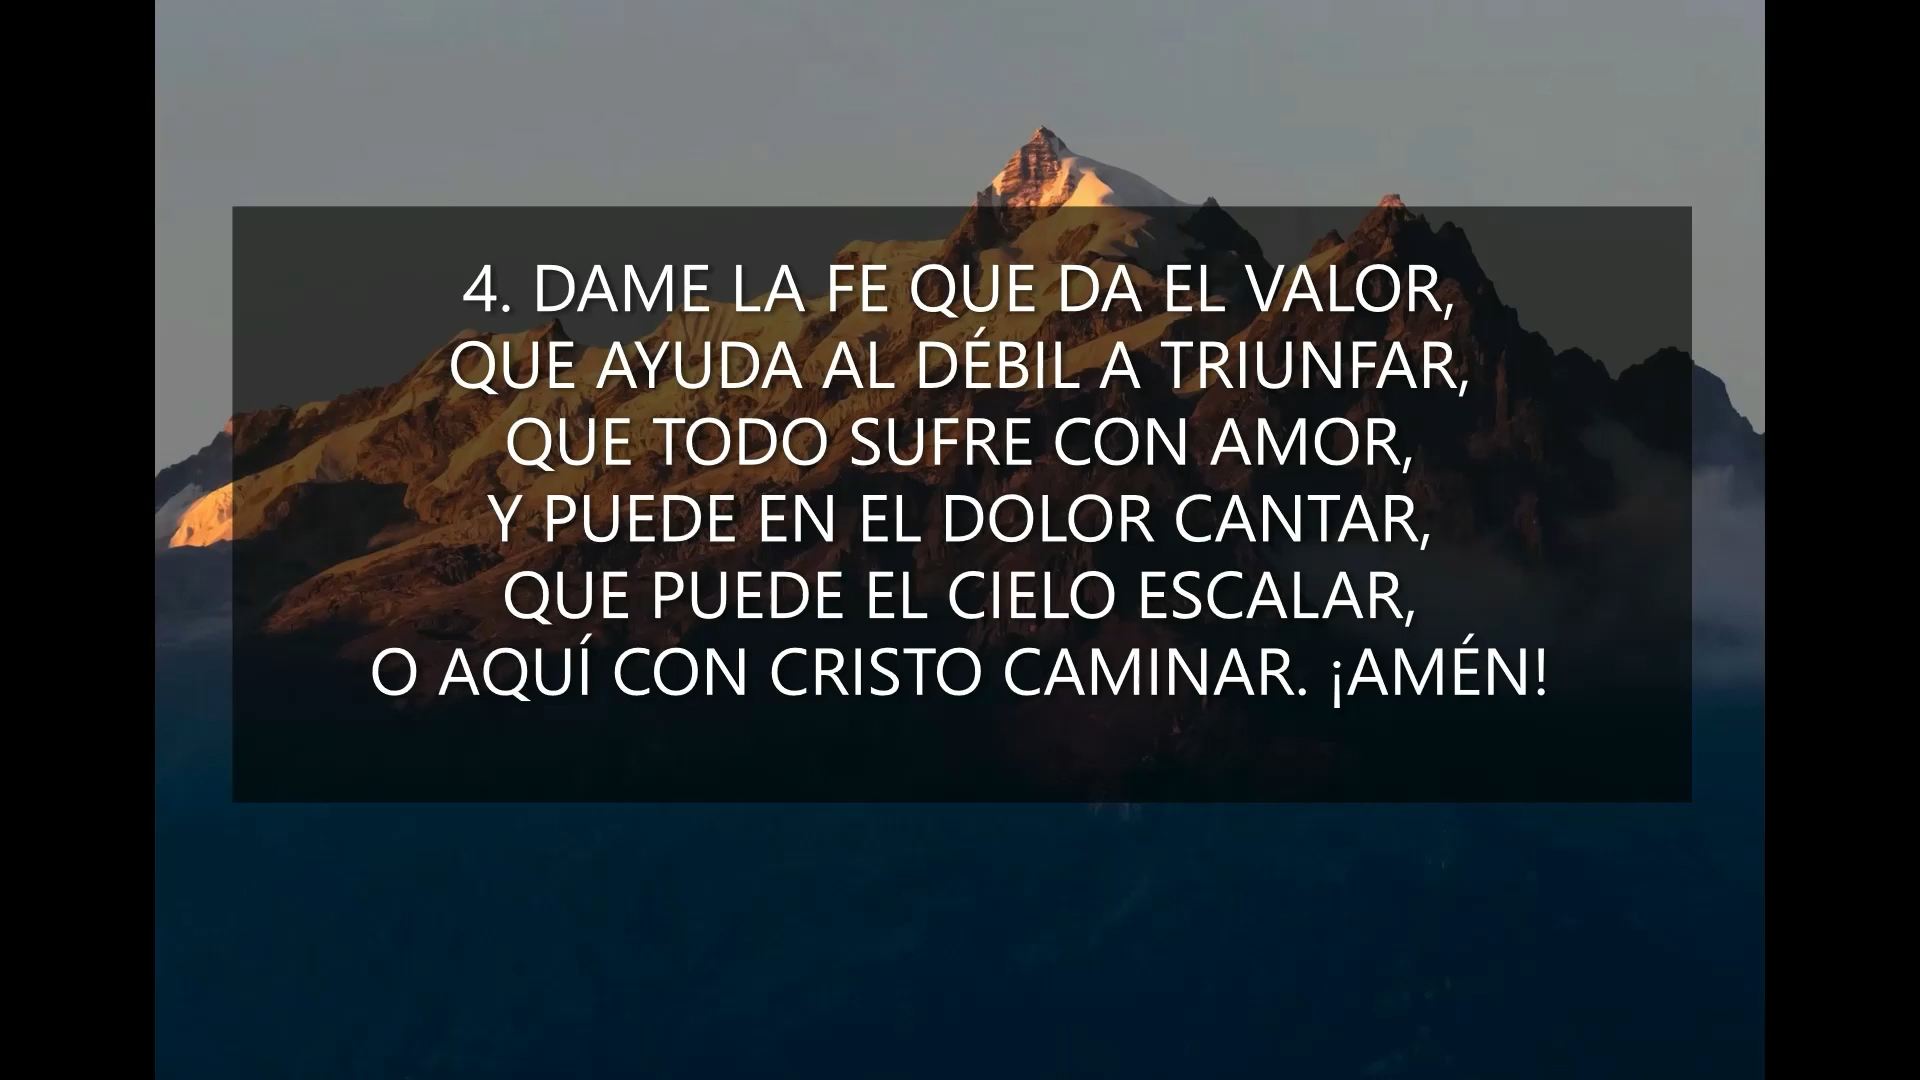 4. DAME LA FE QUE DA EL VALOR,
QUE AYUDA AL DÉBIL A TRIUNFAR,
QUE TODO SUFRE CON AMOR,
Y PUEDE EN EL DOLOR CANTAR,
QUE PUEDE EL CIELO ESCALAR,
O AQUÍ CON CRISTO CAMINAR. ¡AMÉN!